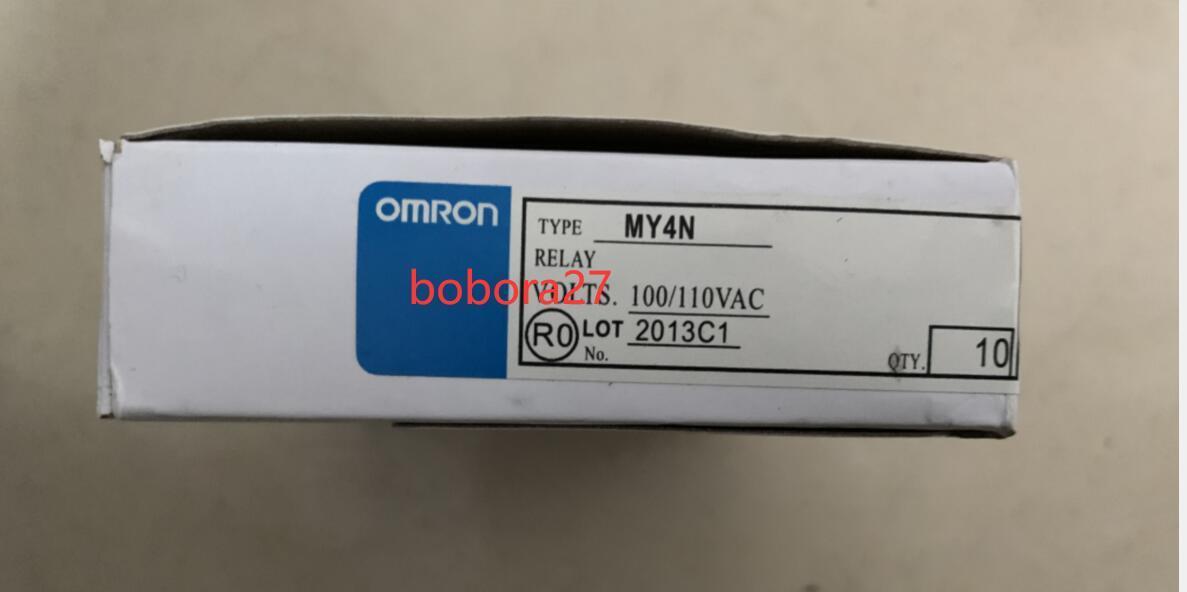 OMRON
TYPE MY4N
RELAY
VOLTS. 100/110VAC
bobora27
R0 LOT 2013C1
No.
QTY. 10